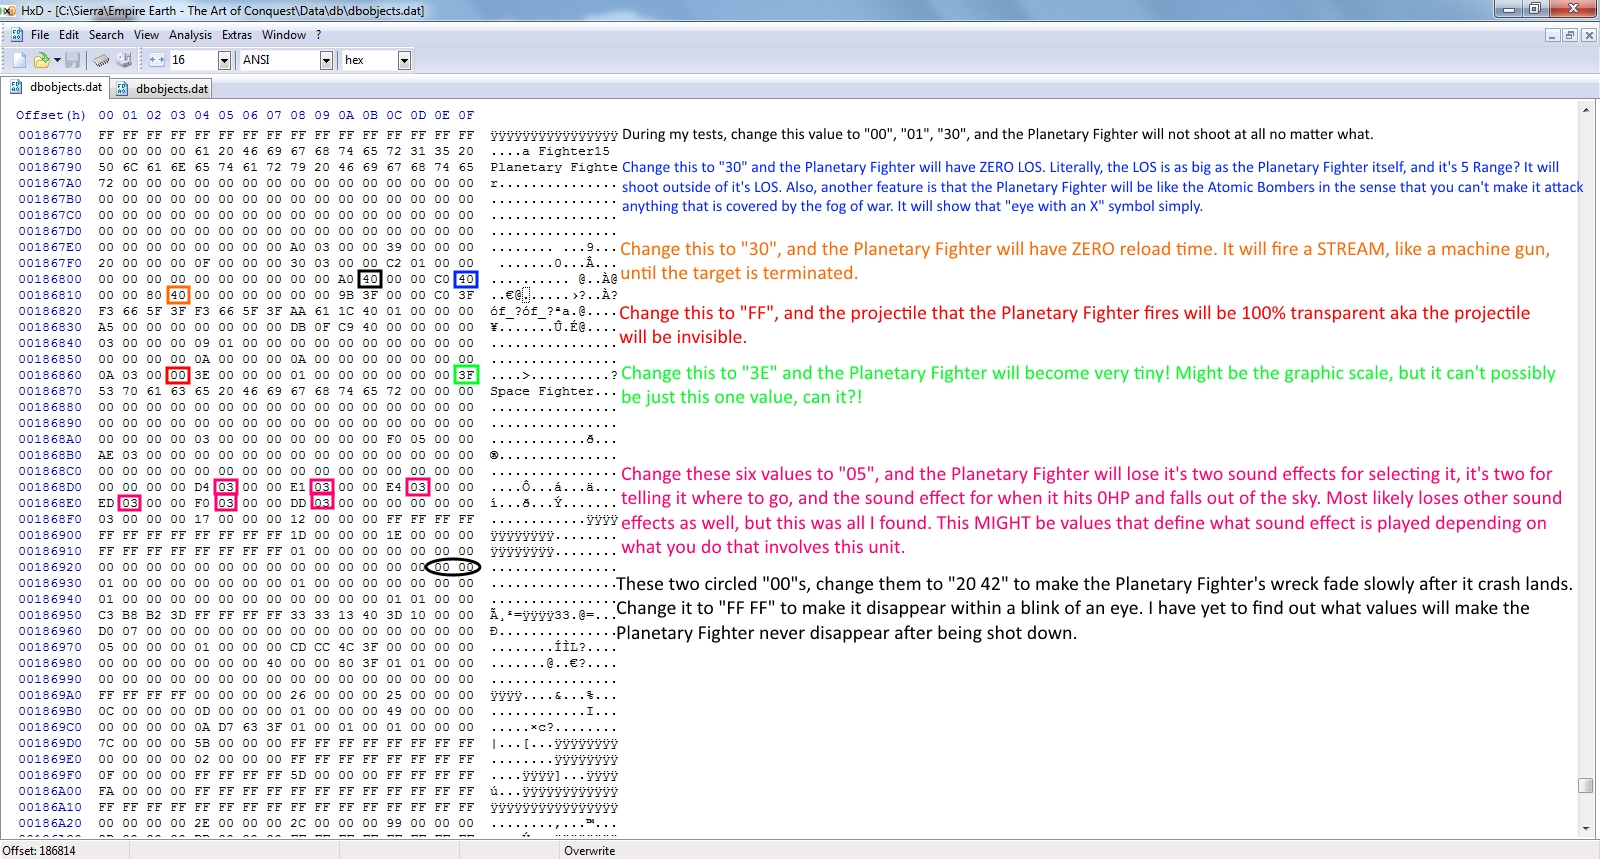 HxD - [C:\Sierra\Empire Earth - The Art of Conquest\Data\db\dbobjects.dat]
File Edit Search View Analysis Extras Window ?
16 ANSI hex
dbobjects.dat dbobjects.dat
Offset(h) 00 01 02 03 04 05 06 07 08 09 0A 0B 0C 0D 0E 0F
00186770 FF FF FF FF FF FF FF FF FF FF FF FF FF FF FF FF ÿÿÿÿÿÿÿÿÿÿÿÿÿÿÿÿ
00186780 00 00 00 00 61 20 46 69 67 68 74 65 72 31 35 20 ....a Fighter15
00186790 50 6C 61 6E 65 74 61 72 79 20 46 69 67 68 74 65 Planetary Fighte
001867A0 72 00 00 00 00 00 00 00 00 00 00 00 00 00 00 00 r...............
001867B0 00 00 00 00 00 00 00 00 00 00 00 00 00 00 00 00 ................
001867C0 00 00 00 00 00 00 00 00 00 00 00 00 00 00 00 00 ................
001867D0 00 00 00 00 00 00 00 00 00 00 00 00 00 00 00 00 ................
001867E0 00 00 00 00 00 00 00 00 A0 03 00 00 39 00 00 00 ........ ...9...
001867F0 20 00 00 00 0F 00 00 00 30 03 00 00 C2 01 00 00  .......0...Â...
00186800 00 00 00 00 00 00 00 00 00 00 A0 40 00 00 C0 40 .......... @..À@
00186810 00 00 80 40 00 00 00 00 00 00 9B 3F 00 00 C0 3F ..€@......›?..À?
00186820 F3 66 5F 3F F3 66 5F 3F AA 61 1C 40 01 00 00 00 óf_?óf_?ªa.@....
00186830 A5 00 00 00 00 00 00 00 DB 0F C9 40 00 00 00 00 ¥.......Û.É@....
00186840 03 00 00 00 09 01 00 00 00 00 00 00 00 00 00 00 ................
00186850 00 00 00 00 0A 00 00 00 0A 00 00 00 00 00 00 00 ................
00186860 0A 03 00 00 3E 00 00 00 01 00 00 00 00 00 00 3F ....>..........?
00186870 53 70 61 63 65 20 46 69 67 68 74 65 72 00 00 00 Space Fighter...
00186880 00 00 00 00 00 00 00 00 00 00 00 00 00 00 00 00 ................
00186890 00 00 00 00 00 00 00 00 00 00 00 00 00 00 00 00 ................
001868A0 00 00 00 00 03 00 00 00 00 00 00 00 F0 05 00 00 ............ð...
001868B0 AE 03 00 00 00 00 00 00 00 00 00 00 00 00 00 00 ®...............
001868C0 00 00 00 00 00 00 00 00 00 00 00 00 00 00 00 00 ................
001868D0 00 00 00 00 D4 03 00 00 E1 03 00 00 E4 03 00 00 ....Ô...á...ä...
001868E0 ED 03 00 00 F0 03 00 00 DD 03 00 00 00 00 00 00 í...ð...Ý.......
001868F0 03 00 00 00 17 00 00 00 12 00 00 00 FF FF FF FF ............ÿÿÿÿ
00186900 FF FF FF FF FF FF FF FF 1D 00 00 00 1E 00 00 00 ÿÿÿÿÿÿÿÿ........
00186910 FF FF FF FF FF FF FF FF 01 00 00 00 00 00 00 00 ÿÿÿÿÿÿÿÿ........
00186920 00 00 00 00 00 00 00 00 00 00 00 00 00 00 00 00 ................
00186930 01 00 00 00 00 00 00 00 01 00 00 00 00 00 00 00 ................
00186940 01 00 00 00 00 00 00 00 00 00 00 00 01 01 00 00 ................
00186950 C3 B8 B2 3D FF FF FF FF 33 33 13 40 3D 10 00 00 Ã¸²=ÿÿÿÿ33.@=...
00186960 D0 07 00 00 00 00 00 00 00 00 00 00 00 00 00 00 Ð...............
00186970 05 00 00 00 01 00 00 00 CD CC 4C 3F 00 00 00 00 ........ÍÌL?....
00186980 00 00 00 00 00 00 00 40 00 00 80 3F 01 01 00 00 .......@..€?....
00186990 00 00 00 00 00 00 00 00 00 00 00 00 00 00 00 00 ................
001869A0 FF FF FF FF 00 00 00 00 26 00 00 00 25 00 00 00 ÿÿÿÿ....&...%...
001869B0 0C 00 00 00 0D 00 00 00 01 00 00 00 49 00 00 00 ............I...
001869C0 00 00 00 00 0A D7 63 3F 01 00 01 00 01 00 00 00 .....×c?........
001869D0 7C 00 00 00 5B 00 00 00 FF FF FF FF FF FF FF FF |...[...ÿÿÿÿÿÿÿÿ
001869E0 00 00 00 00 02 00 00 00 FF FF FF FF FF FF FF FF ........ÿÿÿÿÿÿÿÿ
001869F0 0F 00 00 00 FF FF FF FF 5D 00 00 00 FF FF FF FF ....ÿÿÿÿ]...ÿÿÿÿ
00186A00 FA 00 00 00 FF FF FF FF FF FF FF FF FF FF FF FF ú...ÿÿÿÿÿÿÿÿÿÿÿÿ
00186A10 FF FF FF FF FF FF FF FF FF FF FF FF FF FF FF FF ÿÿÿÿÿÿÿÿÿÿÿÿÿÿÿÿ
00186A20 00 00 00 00 2E 00 00 00 2C 00 00 00 99 00 00 00 ........,...™...
During my tests, change this value to "00", "01", "30", and the Planetary Fighter will not shoot at all no matter what.
Change this to "30" and the Planetary Fighter will have ZERO LOS. Literally, the LOS is as big as the Planetary Fighter itself, and it's 5 Range? It will
shoot outside of it's LOS. Also, another feature is that the Planetary Fighter will be like the Atomic Bombers in the sense that you can't make it attack
anything that is covered by the fog of war. It will show that "eye with an X" symbol simply.
Change this to "30", and the Planetary Fighter will have ZERO reload time. It will fire a STREAM, like a machine gun,
until the target is terminated.
Change this to "FF", and the projectile that the Planetary Fighter fires will be 100% transparent aka the projectile
will be invisible.
Change this to "3E" and the Planetary Fighter will become very tiny! Might be the graphic scale, but it can't possibly
be just this one value, can it?!
Change these six values to "05", and the Planetary Fighter will lose it's two sound effects for selecting it, it's two for
telling it where to go, and the sound effect for when it hits 0HP and falls out of the sky. Most likely loses other sound
effects as well, but this was all I found. This MIGHT be values that define what sound effect is played depending on
what you do that involves this unit.
These two circled "00"s, change them to "20 42" to make the Planetary Fighter's wreck fade slowly after it crash lands.
Change it to "FF FF" to make it disappear within a blink of an eye. I have yet to find out what values will make the
Planetary Fighter never disappear after being shot down.
Offset: 186814 Overwrite